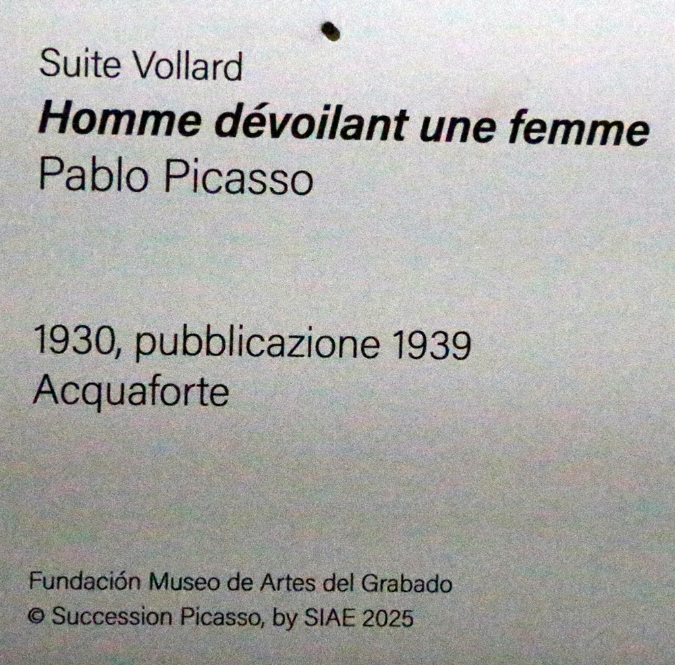 Suite Vollard
Homme dévoilant une femme
Pablo Picasso
1930, pubblicazione 1939
Acquaforte
Fundación Museo de Artes del Grabado
© Succession Picasso, by SIAE 2025